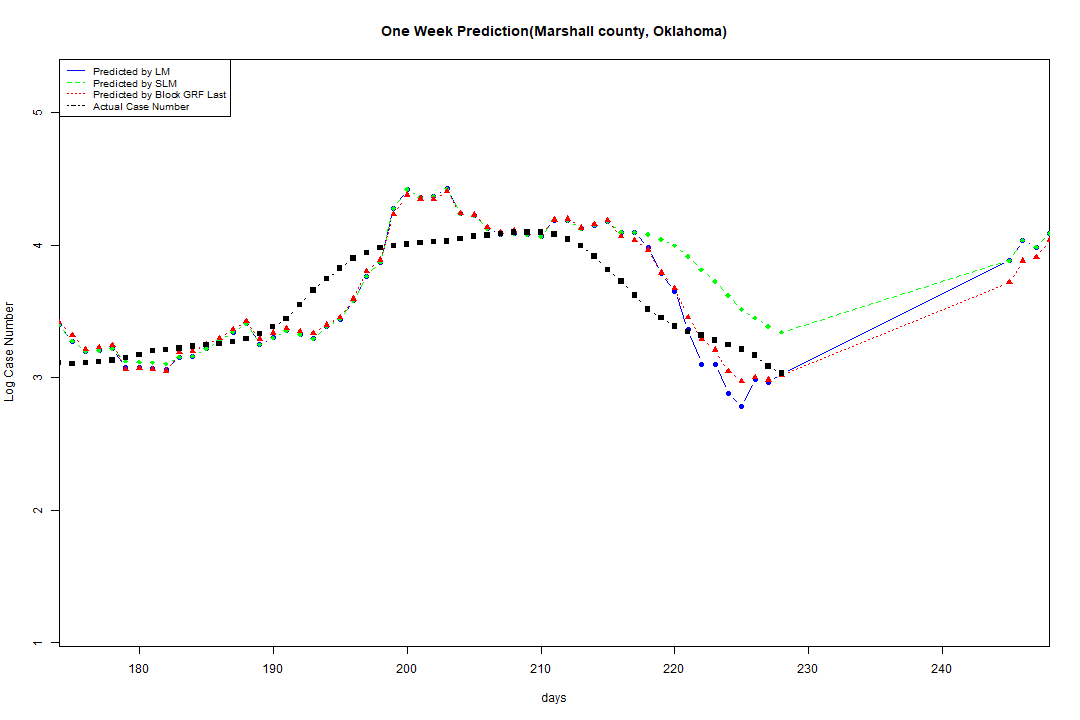 One Week Prediction(Marshall county, Oklahoma)
Predicted by LM
Predicted by SLM
Predicted by Block GRF Last
Actual Case Number
5
4
3
2
1
Log Case Number
180 190 200 210 220 230 240
days